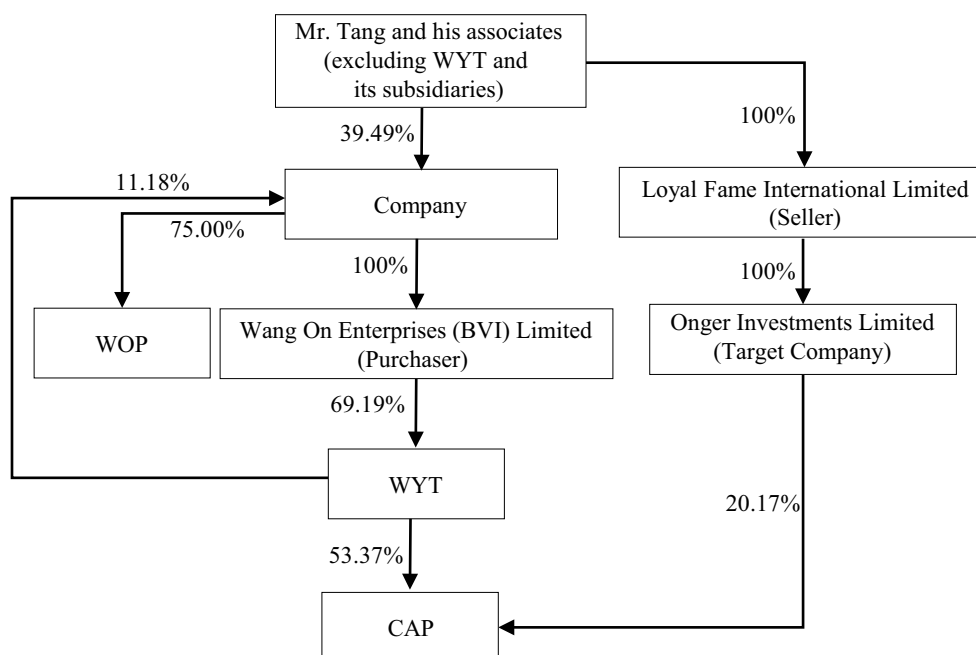 Mr. Tang and his associates
(excluding WYT and
its subsidiaries)
39.49%
100%
11.18%
Company
Loyal Fame International Limited
(Seller)
75.00%
100%
100%
WOP
Wang On Enterprises (BVI) Limited
(Purchaser)
Onger Investments Limited
(Target Company)
69.19%
WYT
20.17%
53.37%
CAP